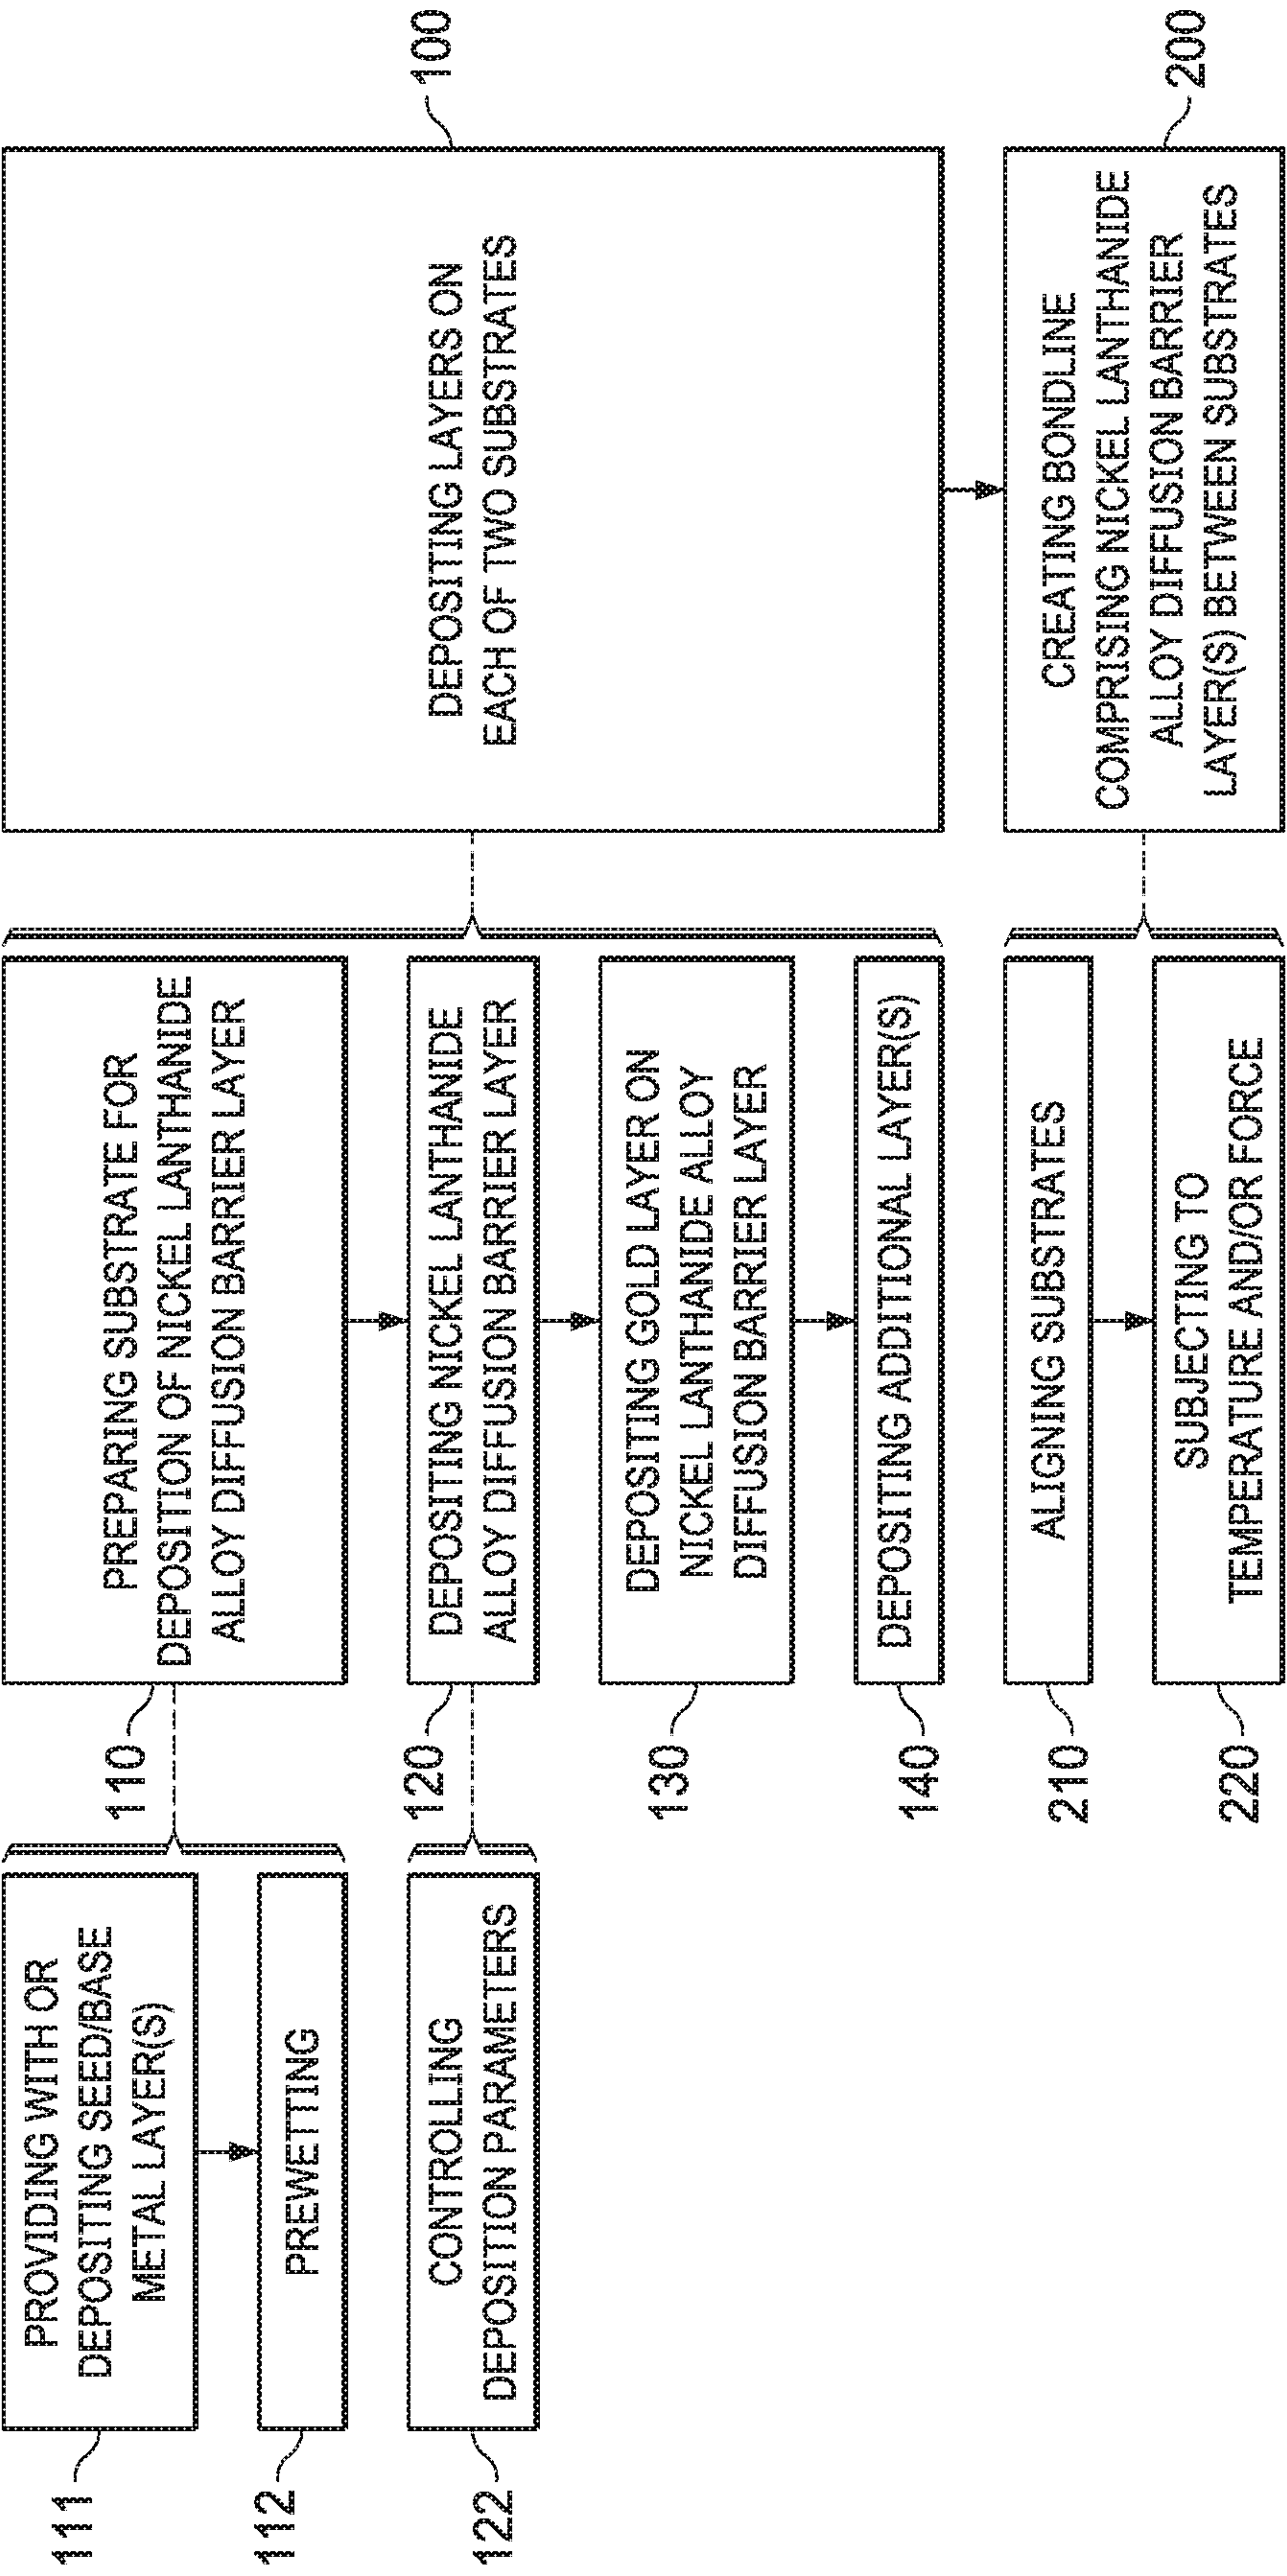 111
PROVIDING WITH OR
DEPOSITING SEED/BASE
METAL LAYER(S)
112
PREWETTING
122
CONTROLLING
DEPOSITION PARAMETERS
110
PREPARING SUBSTRATE FOR
DEPOSITION OF NICKEL LANTHANIDE
ALLOY DIFFUSION BARRIER LAYER
120
DEPOSITING NICKEL LANTHANIDE
ALLOY DIFFUSION BARRIER LAYER
130
DEPOSITING GOLD LAYER ON
NICKEL LANTHANIDE ALLOY
DIFFUSION BARRIER LAYER
140
DEPOSITING ADDITIONAL LAYER(S)
210
ALIGNING SUBSTRATES
220
SUBJECTING TO
TEMPERATURE AND/OR FORCE
100
DEPOSITING LAYERS ON
EACH OF TWO SUBSTRATES
200
CREATING BONDLINE
COMPRISING NICKEL LANTHANIDE
ALLOY DIFFUSION BARRIER
LAYER(S) BETWEEN SUBSTRATES